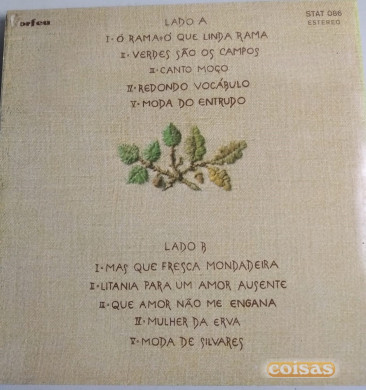 orfeu
LADO A
STAT 066
ESTEREO
I • Ó RAMA, Ó QUE LINDA RAMA
II • VERDES SÃO OS CAMPOS
III • CANTO MOÇO
IV • REDONDO VOCÁBULO
V • MODA DO ENTRUDO
LADO B
I • MAS QUE FRESCA MONDADEIRA
II • LITANIA PARA UM AMOR AUSENTE
III • QUE AMOR NÃO ME ENGANA
IV • MULHER DA ERVA
V • MODA DE SILVARES
coisas